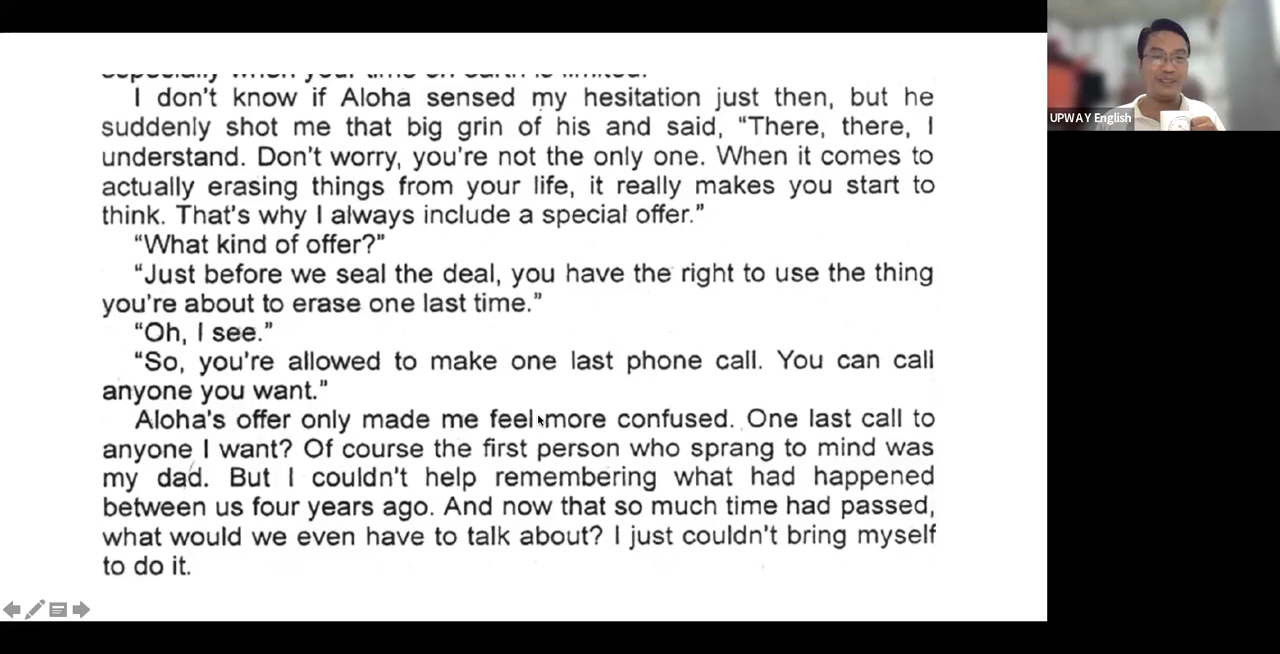 especially when your time on earth is limited.
I don't know if Aloha sensed my hesitation just then, but he
suddenly shot me that big grin of his and said, “There, there, I
understand. Don't worry, you're not the only one. When it comes to
actually erasing things from your life, it really makes you start to
think. That's why I always include a special offer.”
“What kind of offer?”
“Just before we seal the deal, you have the right to use the thing
you're about to erase one last time.”
“Oh, I see.”
“So, you're allowed to make one last phone call. You can call
anyone you want.”
Aloha's offer only made me feel more confused. One last call to
anyone I want? Of course the first person who sprang to mind was
my dad. But I couldn't help remembering what had happened
between us four years ago. And now that so much time had passed,
what would we even have to talk about? I just couldn't bring myself
to do it.
UPWAY English